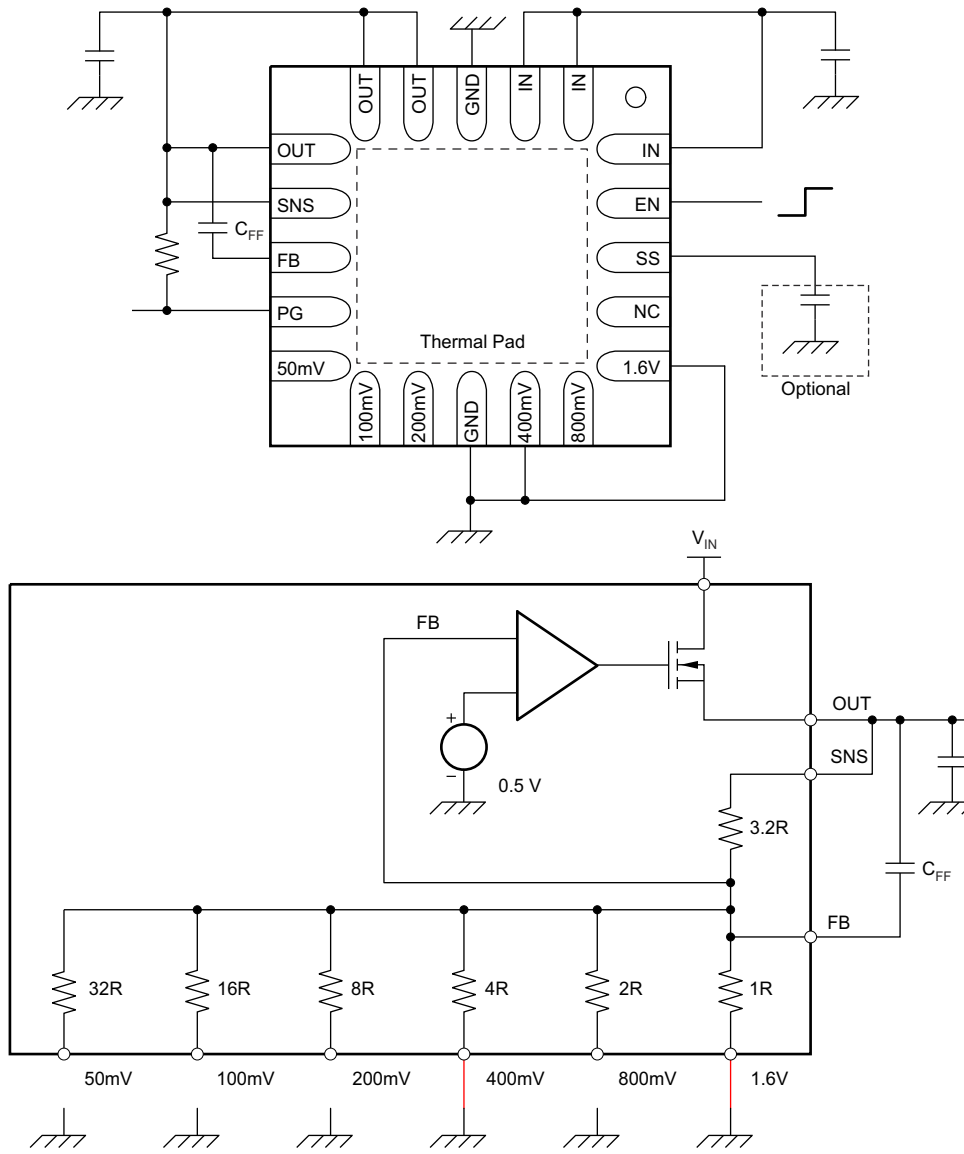 OUT
OUT
GND
IN
IN
OUT
IN
SNS
EN
C_FF
FB
SS
PG
NC
Thermal Pad
50mV
1.6V
Optional
100mV
200mV
GND
400mV
800mV
V_IN
FB
OUT
+
SNS
−
0.5 V
3.2R
C_FF
FB
32R
16R
8R
4R
2R
1R
50mV
100mV
200mV
400mV
800mV
1.6V